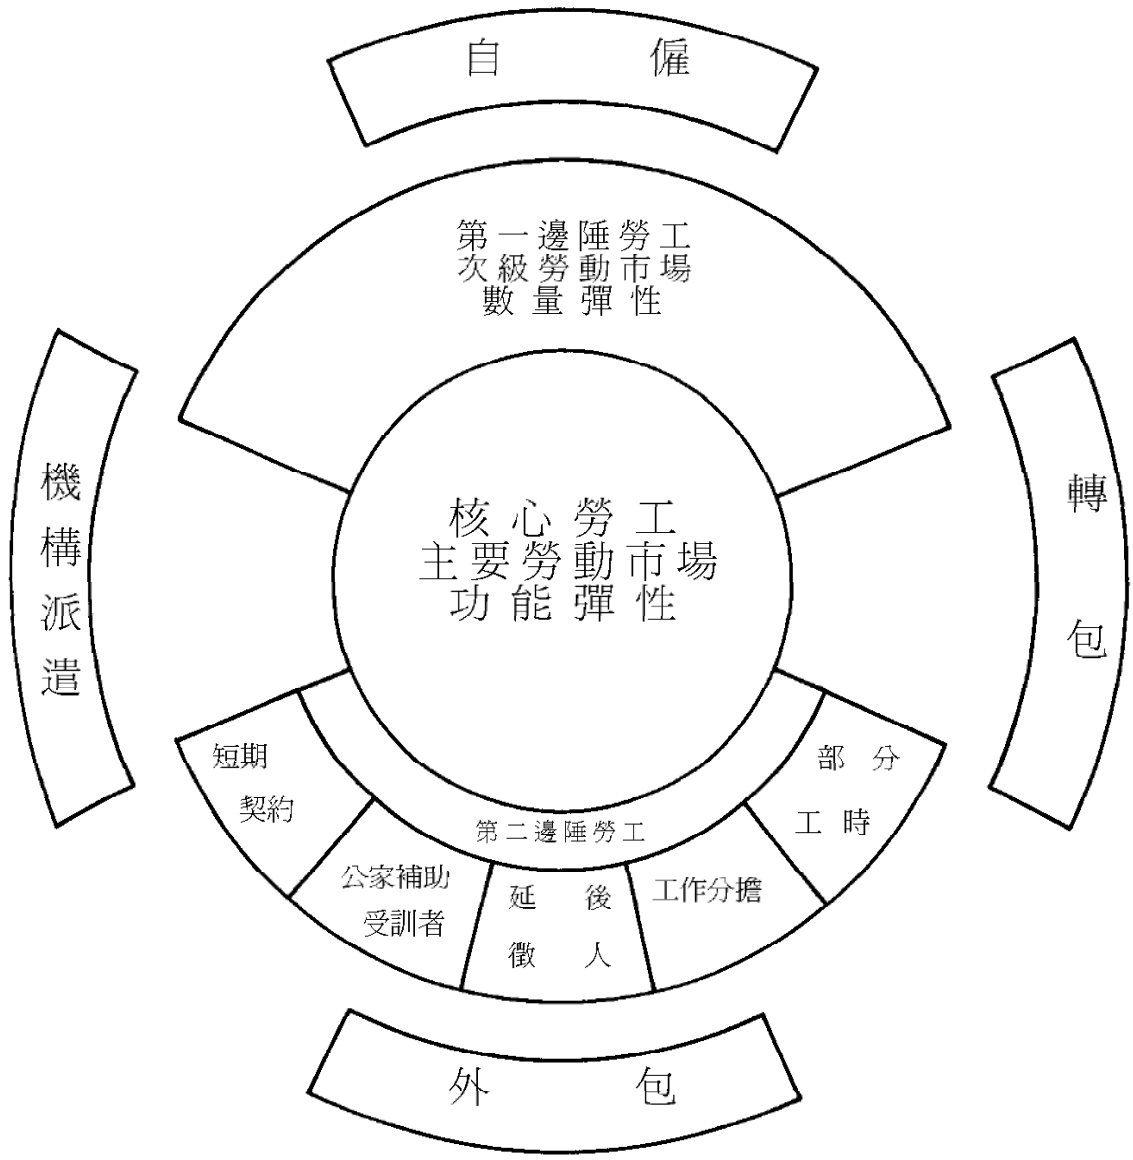 自僱
第一邊陲勞工
次級勞動市場
數量彈性
機構派遣
轉包
核心勞工
主要勞動市場
功能彈性
第二邊陲勞工
短期
契約
公家補助
受訓者
延後
徵人
工作分擔
部分
工時
外包